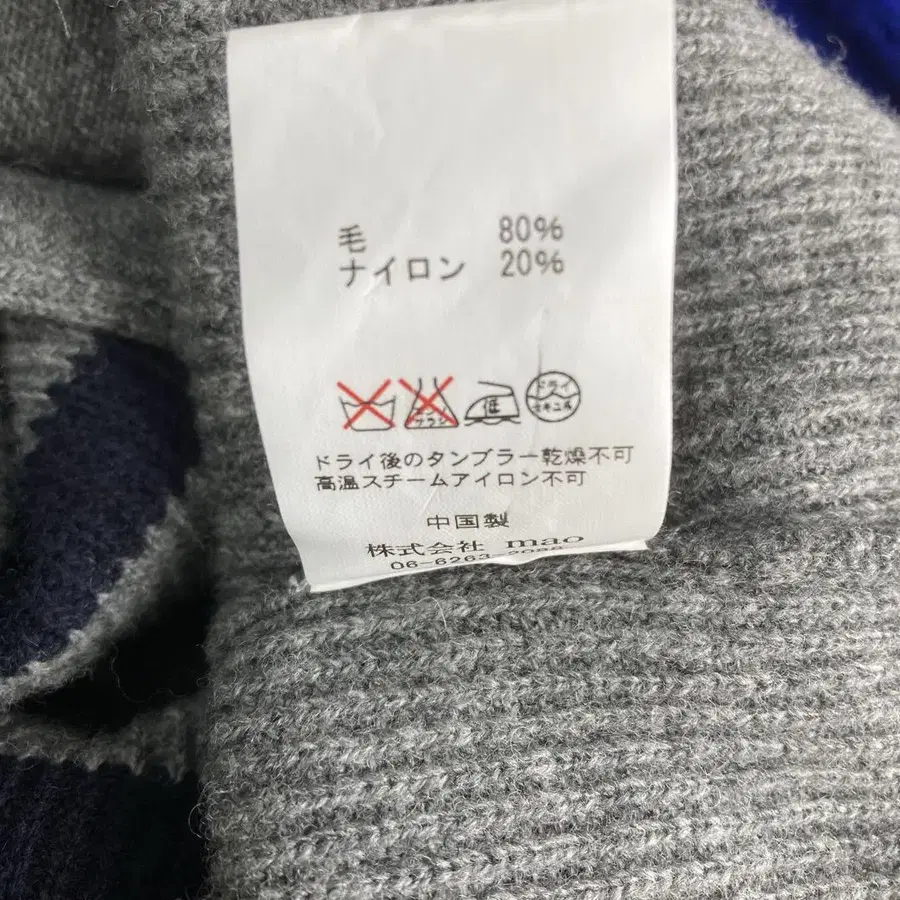 毛 80%
ナイロン 20%
低
ドライ
ドライ後のタンブラー乾燥不可
高温スチームアイロン不可
中国製
株式会社 mao